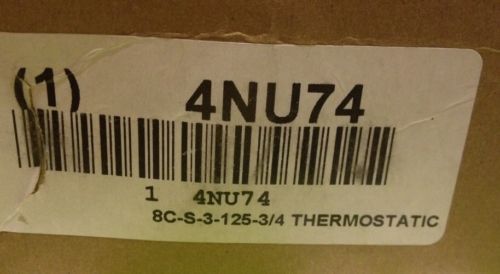 (1) 4NU74
1 4NU74
8C-S-3-125-3/4 THERMOSTATIC